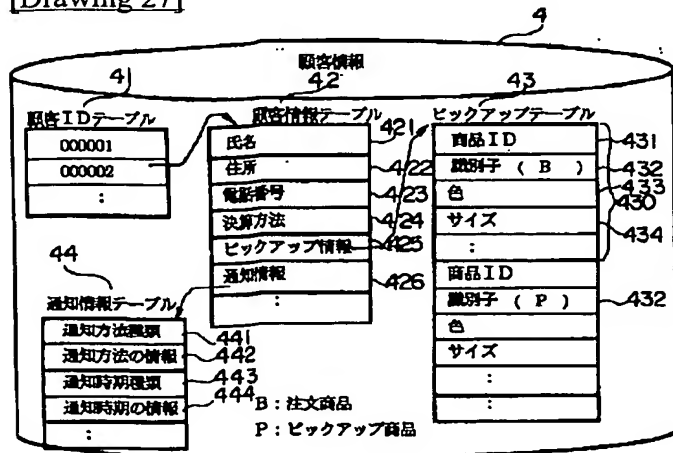 [Drawing 27]
4
顧客情報
41
42
43
顧客IDテーブル
000001
000002
:
顧客情報テーブル
氏名
421
住所
422
電話番号
423
決算方法
424
ピックアップ情報
425
通知情報
426
:
ピックアップテーブル
商品ID
431
識別子 ( B )
432
色
433
430
サイズ
434
:
商品ID
識別子 ( P )
432
色
サイズ
:
:
44
通知情報テーブル
通知方法種類
441
通知方法の情報
442
通知時期種類
443
通知時期の情報
444
:
B:注文商品
P:ピックアップ商品